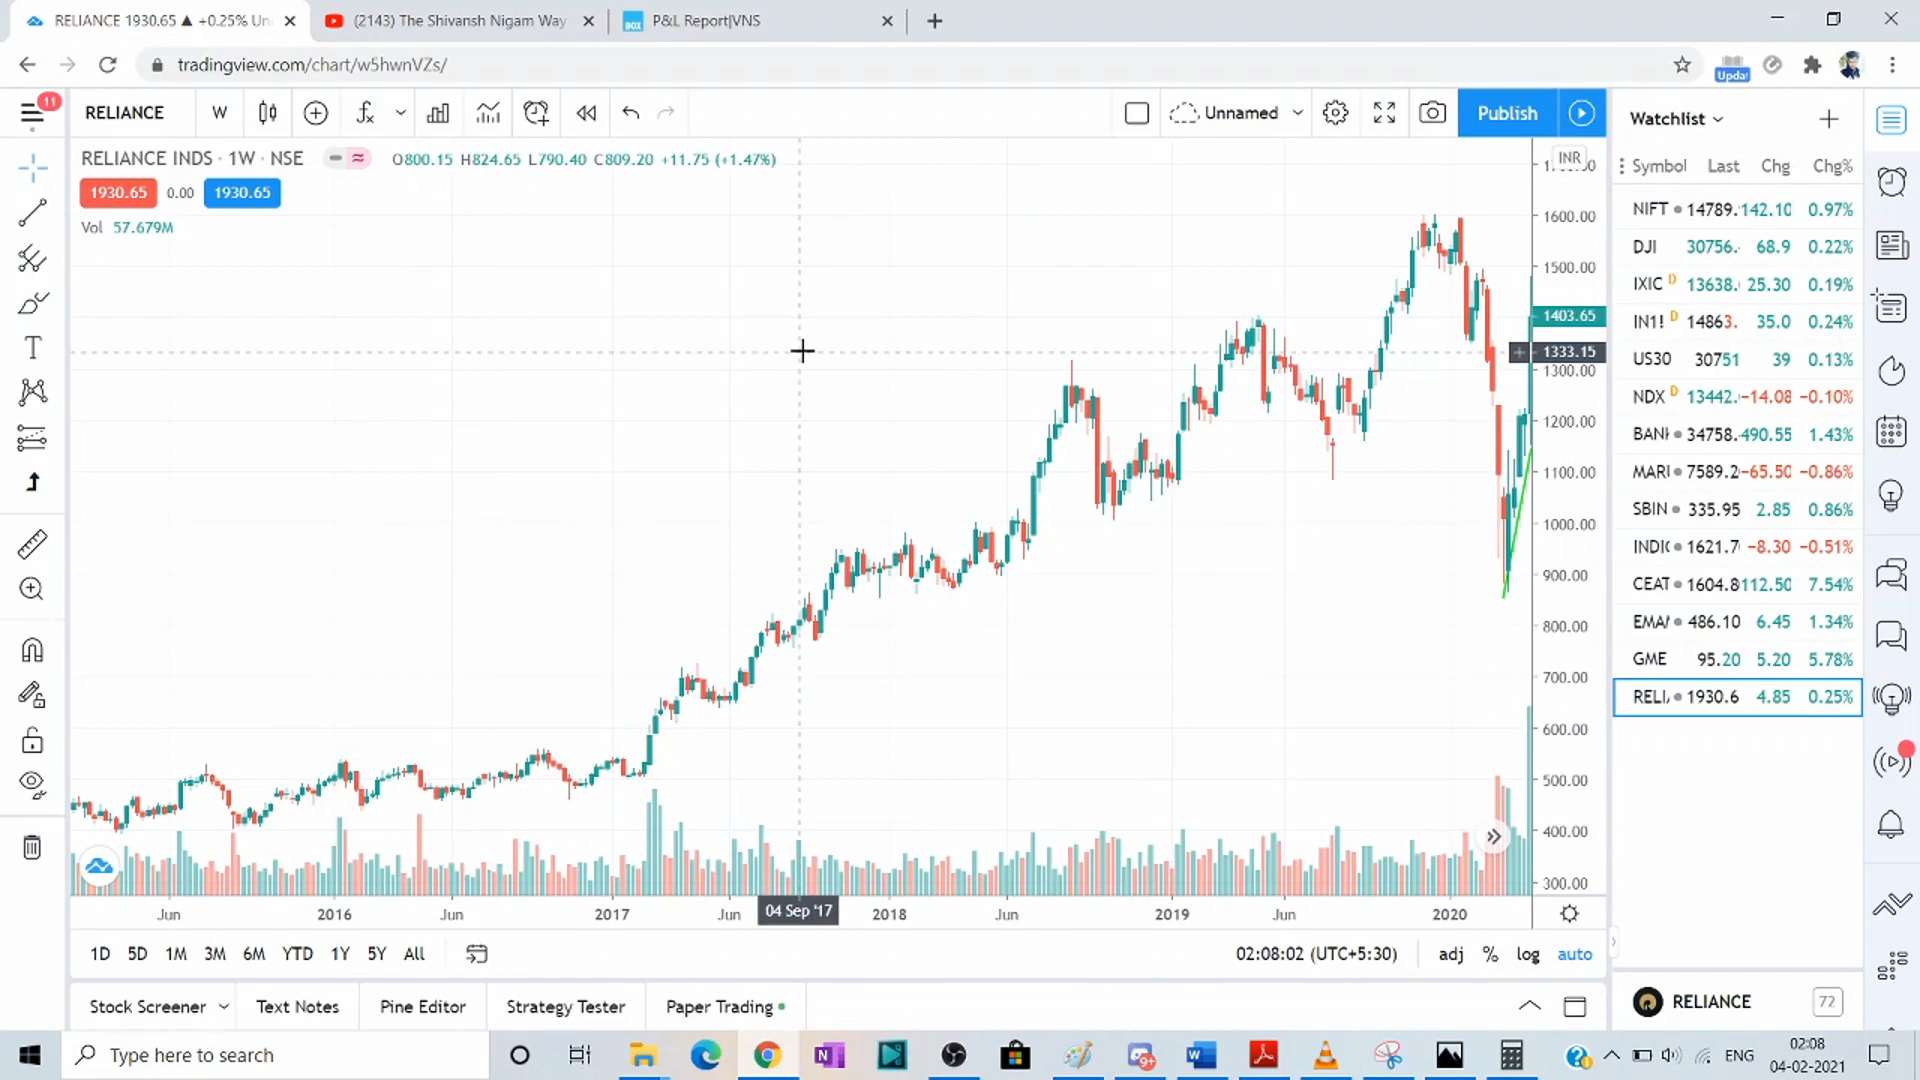 RELIANCE 1930.65 ▲ +0.25% Un
(2143) The Shivansh Nigam Way
BOX P&L Report|VNS
tradingview.com/chart/w5hwnVZs/
Updat
11
RELIANCE W
Unnamed
Publish
RELIANCE INDS · 1W · NSE
O800.15 H824.65 L790.40 C809.20 +11.75 (+1.47%)
1930.65 0.00 1930.65
Vol 57.679M
INR
1600.00
1500.00
1403.65
1333.15
1300.00
1200.00
1100.00
1000.00
900.00
800.00
700.00
600.00
500.00
400.00
300.00
Jun 2016 Jun 2017 Jun 04 Sep '17 2018 Jun 2019 Jun 2020
1D 5D 1M 3M 6M YTD 1Y 5Y All
02:08:02 (UTC+5:30) adj % log auto
Stock Screener Text Notes Pine Editor Strategy Tester Paper Trading
Watchlist
Symbol Last Chg Chg%
NIFT 14789. 142.10 0.97%
DJI 30756. 68.9 0.22%
IXIC D 13638. 25.30 0.19%
IN1! D 14863. 35.0 0.24%
US30 30751 39 0.13%
NDX D 13442. −14.08 −0.10%
BANI 34758. 490.55 1.43%
MARI 7589.2 −65.50 −0.86%
SBIN 335.95 2.85 0.86%
INDIC 1621.7 −8.30 −0.51%
CEAT 1604.8 112.50 7.54%
EMAI 486.10 6.45 1.34%
GME 95.20 5.20 5.78%
RELI 1930.6 4.85 0.25%
RELIANCE 72
Type here to search
9+
ENG
02:08
04-02-2021